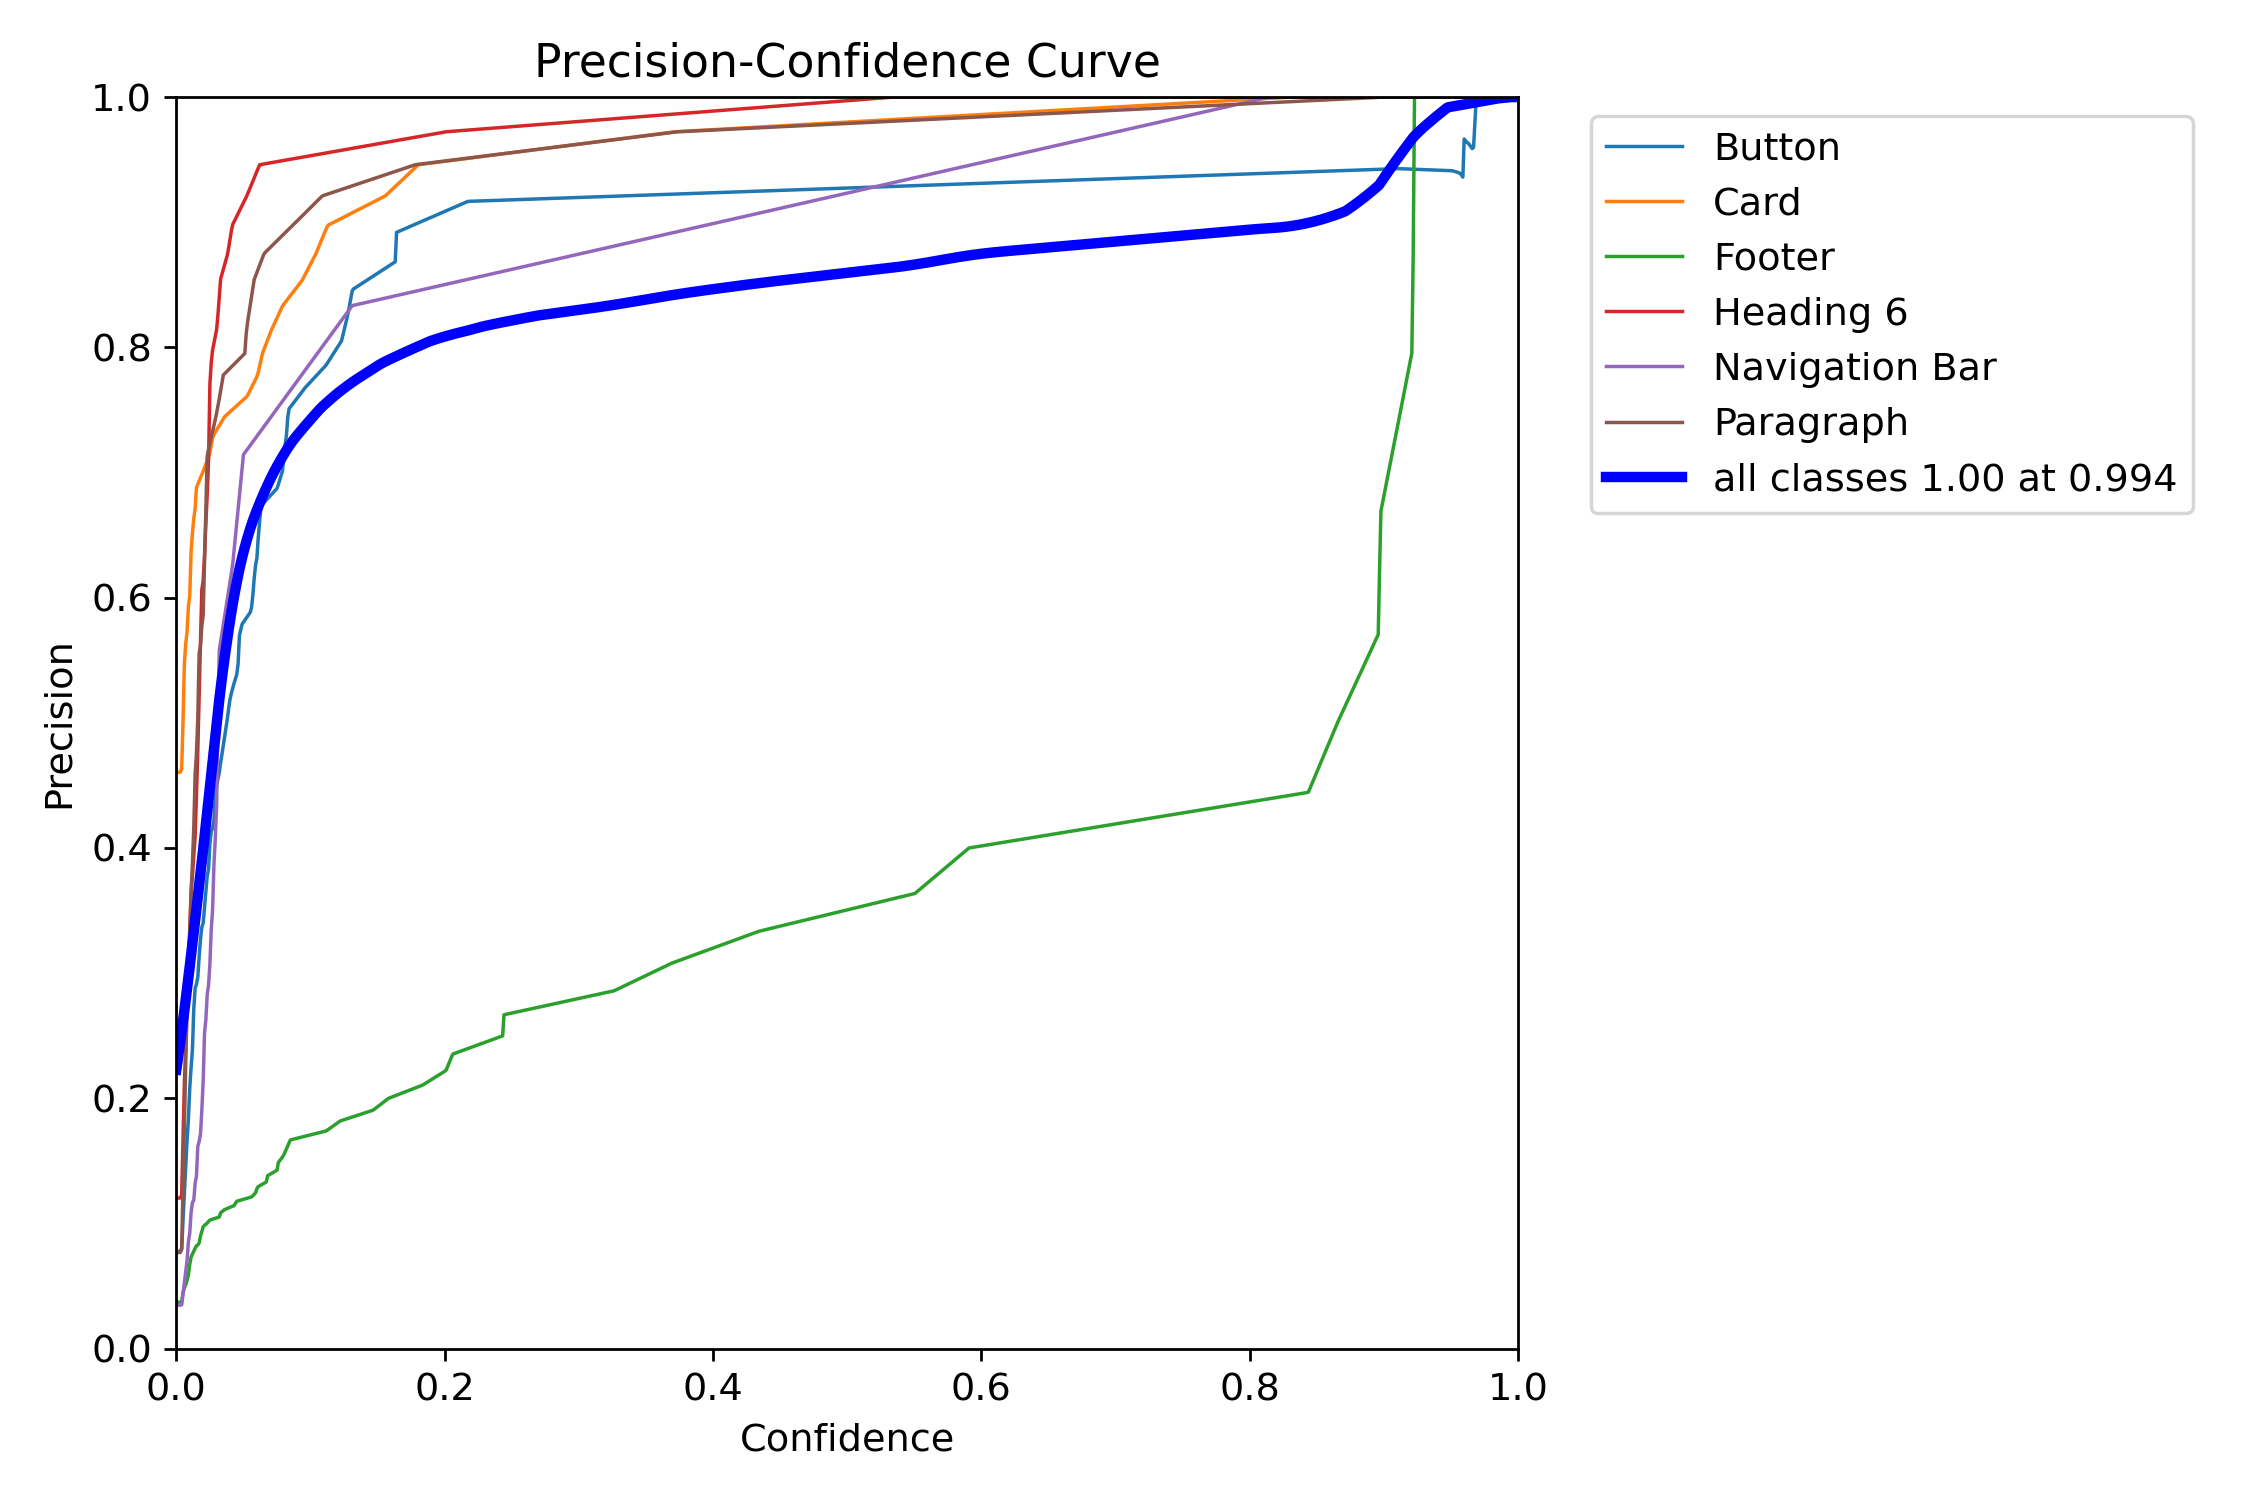 Precision-Confidence Curve
1.0
0.8
0.6
0.4
0.2
0.0
Precision
0.0 0.2 0.4 0.6 0.8 1.0
Confidence
Button
Card
Footer
Heading 6
Navigation Bar
Paragraph
all classes 1.00 at 0.994